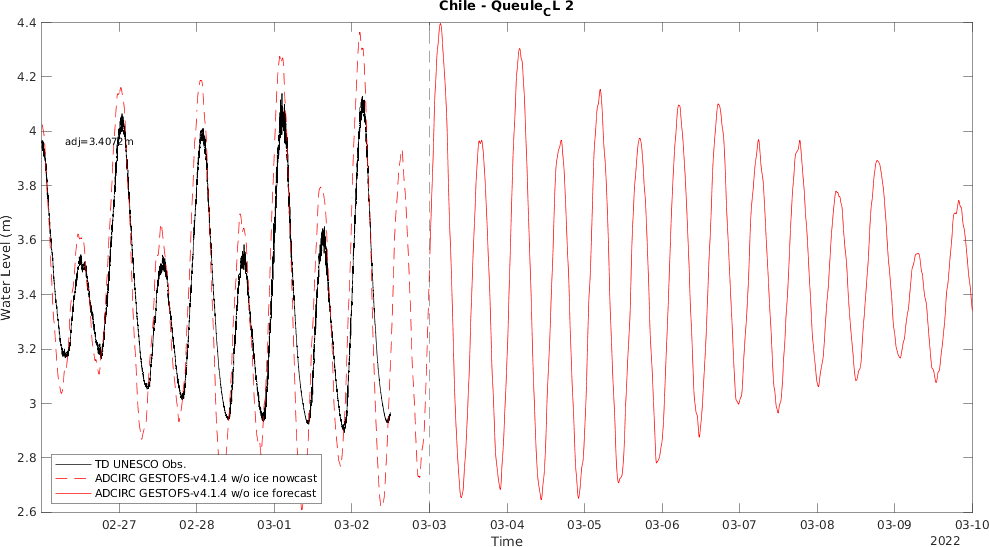 Chile - Queule_CL 2
Water Level (m)
4.4
4.2
4
3.8
3.6
3.4
3.2
3
2.8
2.6
adj=3.4072m
TD UNESCO Obs.
ADCIRC GESTOFS-v4.1.4 w/o ice nowcast
ADCIRC GESTOFS-v4.1.4 w/o ice forecast
02-27 02-28 03-01 03-02 03-03 03-04 03-05 03-06 03-07 03-08 03-09 03-10
Time
2022